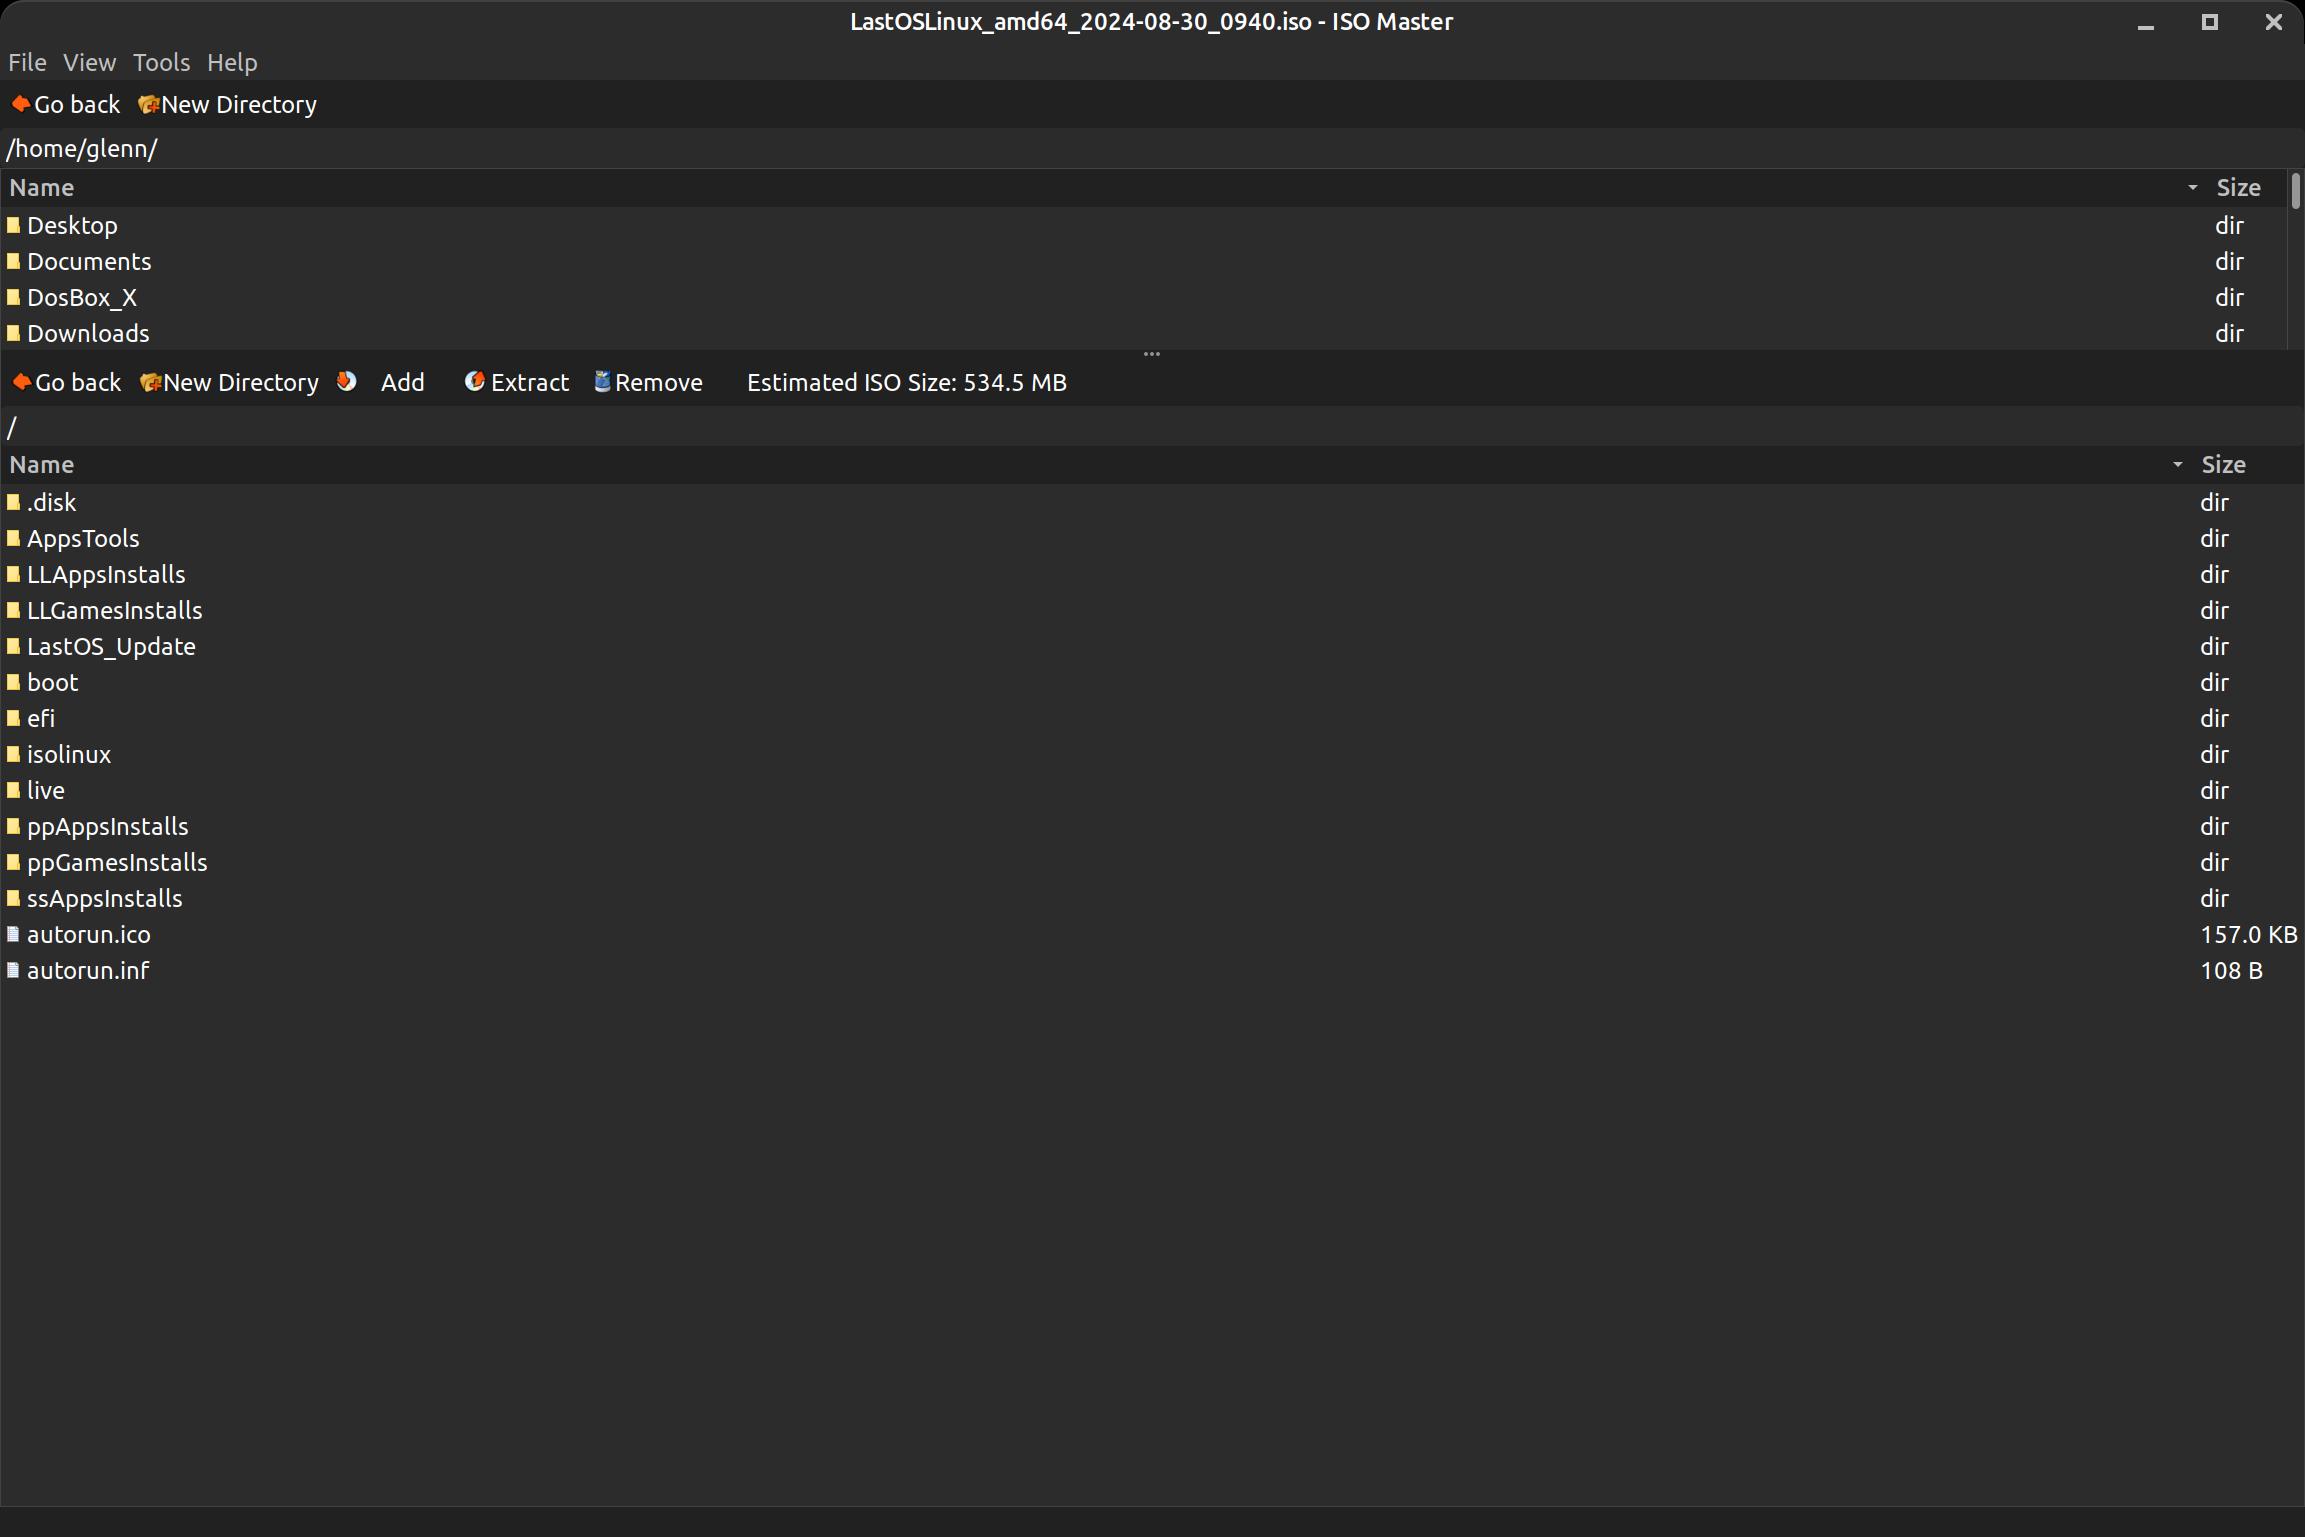 LastOSLinux_amd64_2024-08-30_0940.iso - ISO Master
File View Tools Help
Go back New Directory
/home/glenn/
Name Size
Desktop dir
Documents dir
DosBox_X dir
Downloads dir
Go back New Directory Add Extract Remove Estimated ISO Size: 534.5 MB
/
Name Size
.disk dir
AppsTools dir
LLAppsInstalls dir
LLGamesInstalls dir
LastOS_Update dir
boot dir
efi dir
isolinux dir
live dir
ppAppsInstalls dir
ppGamesInstalls dir
ssAppsInstalls dir
autorun.ico 157.0 KB
autorun.inf 108 B